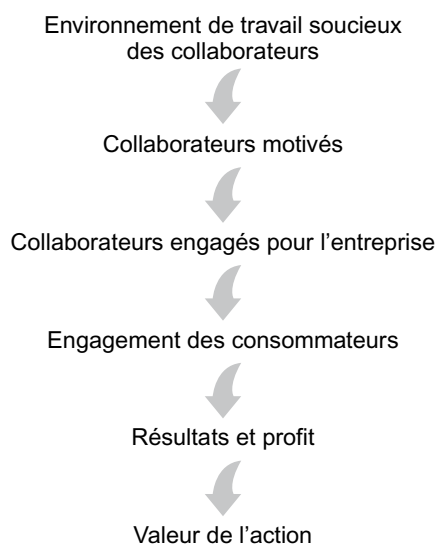 Environnement de travail soucieux
des collaborateurs
Collaborateurs motivés
Collaborateurs engagés pour l’entreprise
Engagement des consommateurs
Résultats et profit
Valeur de l’action